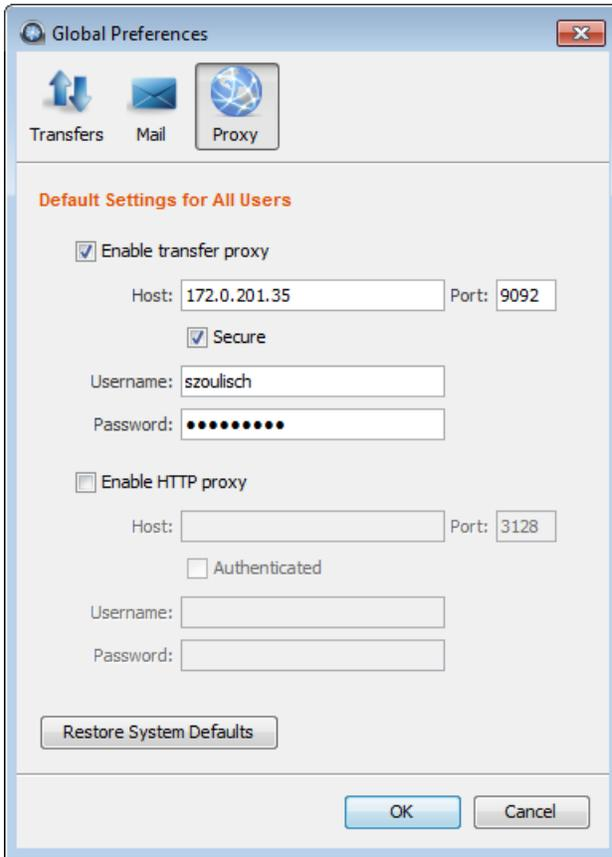 Global Preferences
Transfers Mail Proxy
Default Settings for All Users
Enable transfer proxy
Host: 172.0.201.35 Port: 9092
Secure
Username: szoulisch
Password: •••••••••
Enable HTTP proxy
Host: Port: 3128
Authenticated
Username:
Password:
Restore System Defaults
OK Cancel